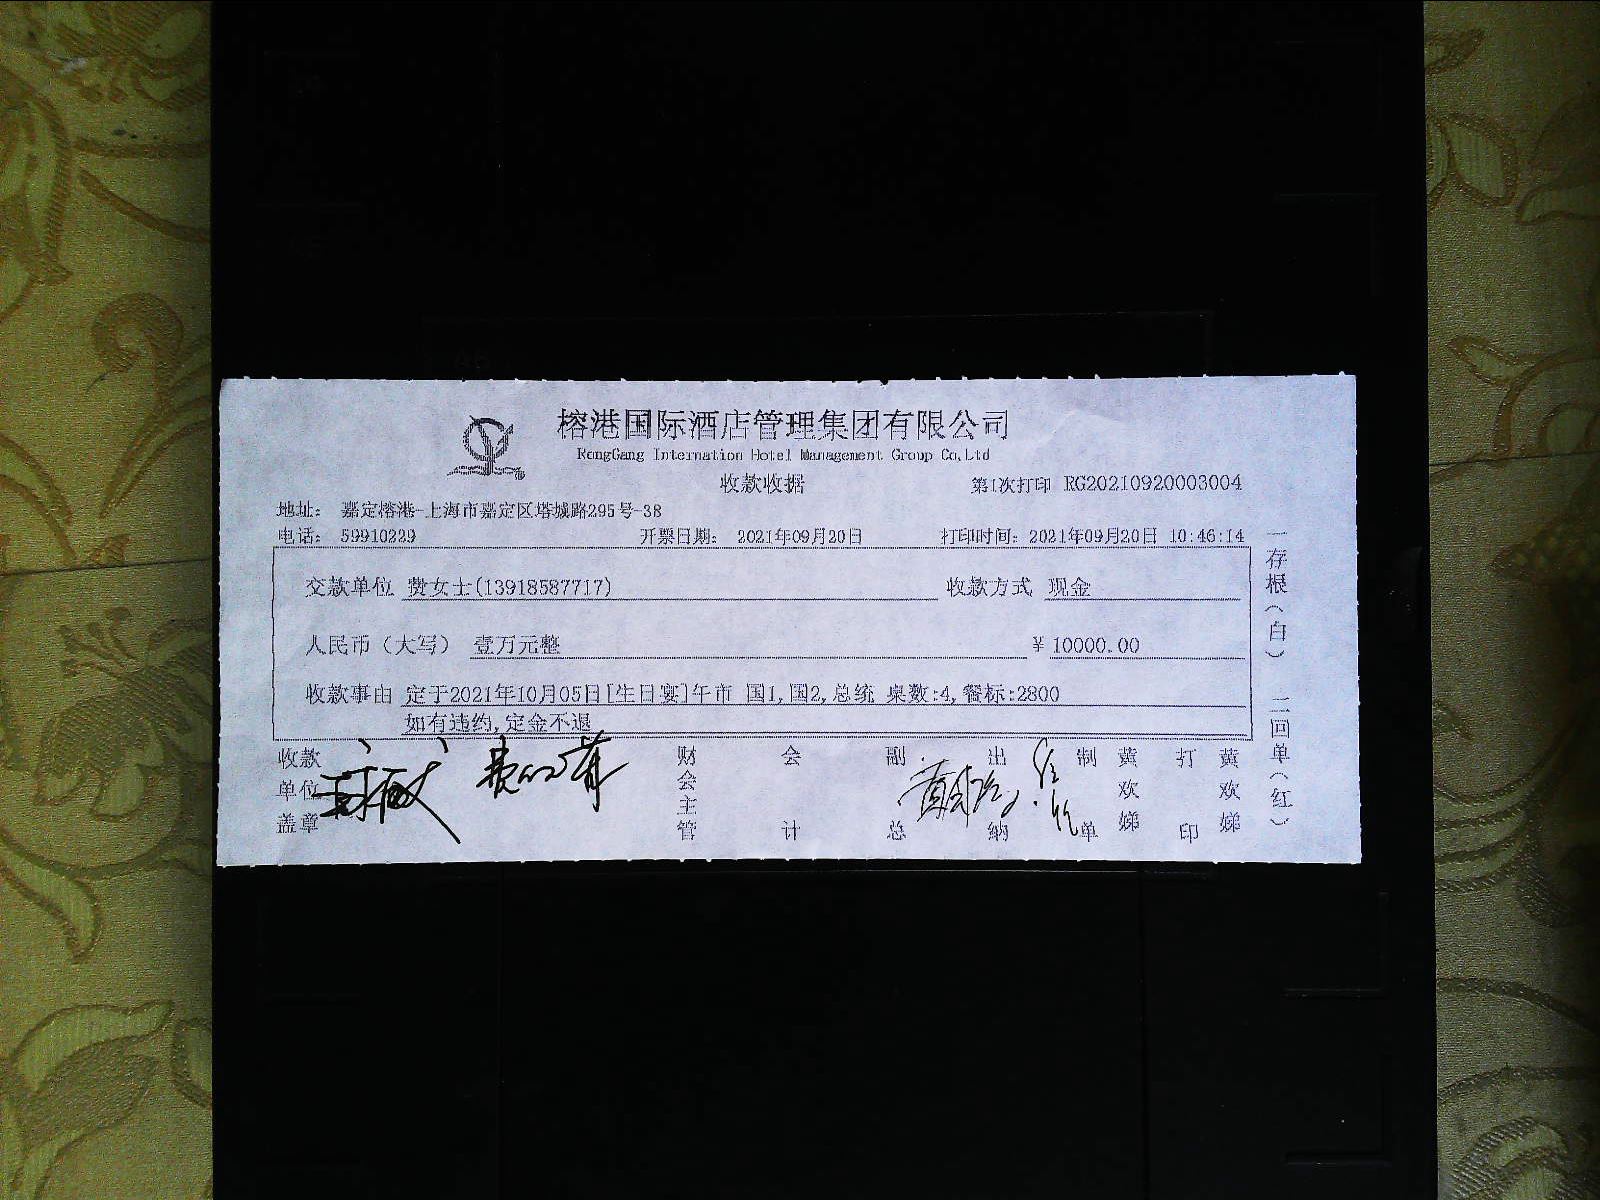 榕港国际酒店管理集团有限公司
RongGang Internation Hotel Management Group Co,Ltd
收款收据
第1次打印 RG20210920003004
地址： 嘉定榕港-上海市嘉定区塔城路295号-38
电话： 59910229 开票日期： 2021年09月20日 打印时间：2021年09月20日 10:46:14
交款单位 费女士(13918587717) 收款方式 现金
人民币（大写） 壹万元整 ￥10000.00
收款事由 定于2021年10月05日[生日宴]午市 国1,国2,总统 桌数:4,餐标:2800
如有违约,定金不退
收款单位盖章 财会主管 会计 副总 出纳 制单 黄欢娣 打印 黄欢娣
一存根（白） 二回单（红）